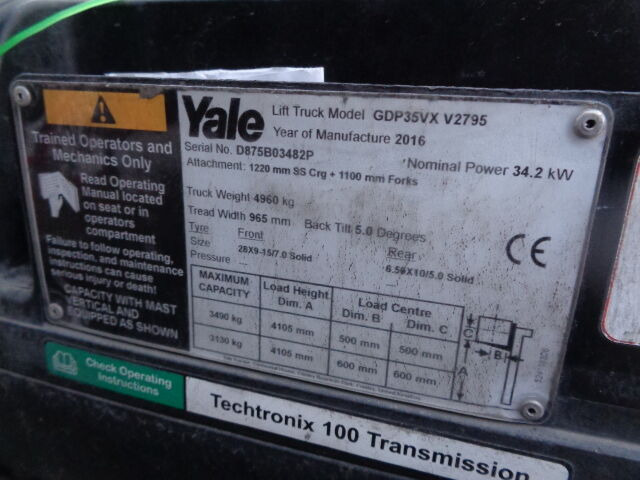 Yale
Lift Truck Model GDP35VX V2795
Year of Manufacture 2016
Serial No. D875B03482P
Nominal Power 34.2 kW
Attachment: 1220 mm SS Crg + 1100 mm Forks
Truck Weight 4960 kg
Tread Width 965 mm Back Tilt 5.0 Degrees
Tyre Front Rear
Size 28X9-15/7.0 Solid 6.50X10/5.0 Solid
Pressure — —
MAXIMUM CAPACITY Load Height Dim. A Load Centre Dim. B Dim. C
3490 kg 4105 mm 500 mm 500 mm
3130 kg 4105 mm 600 mm 600 mm
C
B
A
CE
Trained Operators and
Mechanics Only
Read Operating
Manual located
on seat or in
operators
compartment
Failure to follow operating,
inspection, and maintenance
instructions can cause
serious injury or death!
CAPACITY WITH MAST
VERTICAL AND
EQUIPPED AS SHOWN
Check Operating
Instructions
Techtronix 100 Transmission